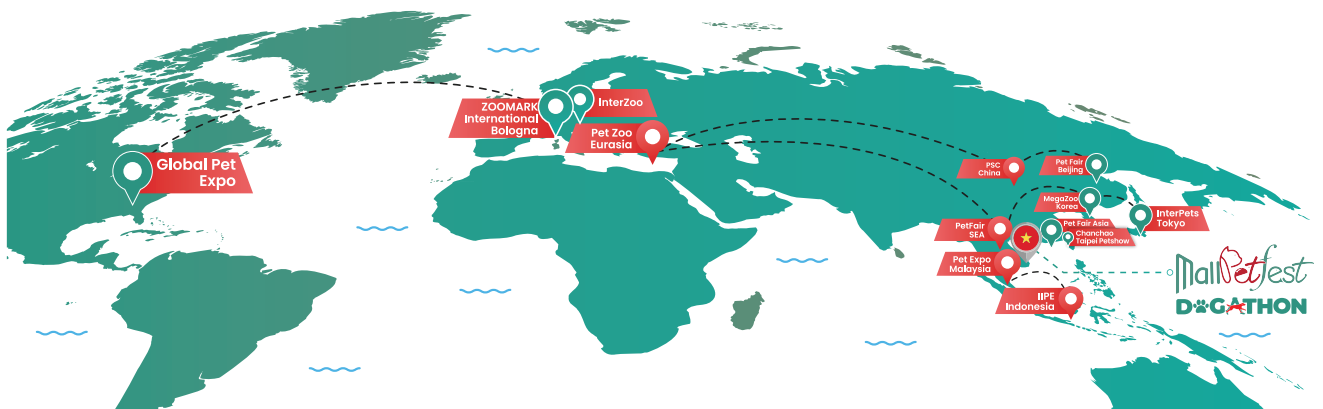 Global Pet
Expo
ZOOMARK
International
Bologna
InterZoo
Pet Zoo
Eurasia
PSC
China
Pet Fair
Beijing
MegaZoo
Korea
InterPets
Tokyo
PetFair
SEA
Pet Fair Asia
Chanchao
Taipei Petshow
Pet Expo
Malaysia
IIPE
Indonesia
MallPetfest
DOGATHON